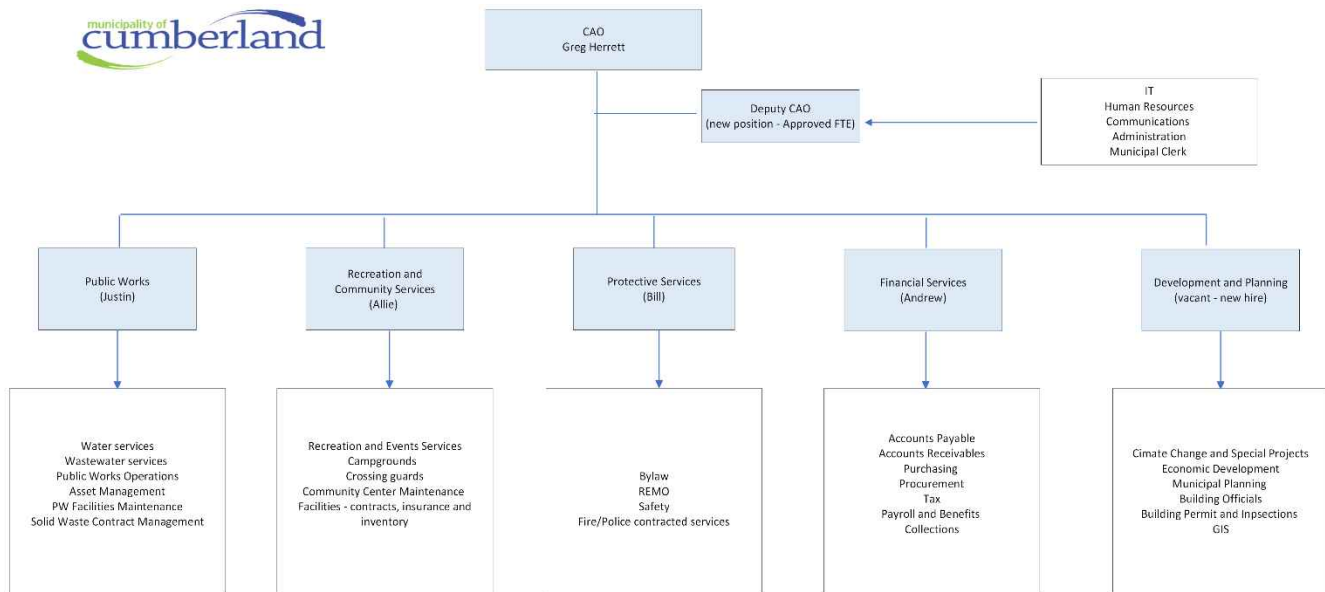 municipality of
cumberland
CAO
Greg Herrett
Deputy CAO
(new position - Approved FTE)
IT
Human Resources
Communications
Administration
Municipal Clerk
Public Works
(Justin)
Recreation and
Community Services
(Allie)
Protective Services
(Bill)
Financial Services
(Andrew)
Development and Planning
(vacant - new hire)
Water services
Wastewater services
Public Works Operations
Asset Management
PW Facilities Maintenance
Solid Waste Contract Management
Recreation and Events Services
Campgrounds
Crossing guards
Community Center Maintenance
Facilities - contracts, insurance and
inventory
Bylaw
REMO
Safety
Fire/Police contracted services
Accounts Payable
Accounts Receivables
Purchasing
Procurement
Tax
Payroll and Benefits
Collections
Cimate Change and Special Projects
Economic Development
Municipal Planning
Building Officials
Building Permit and Inpsections
GIS